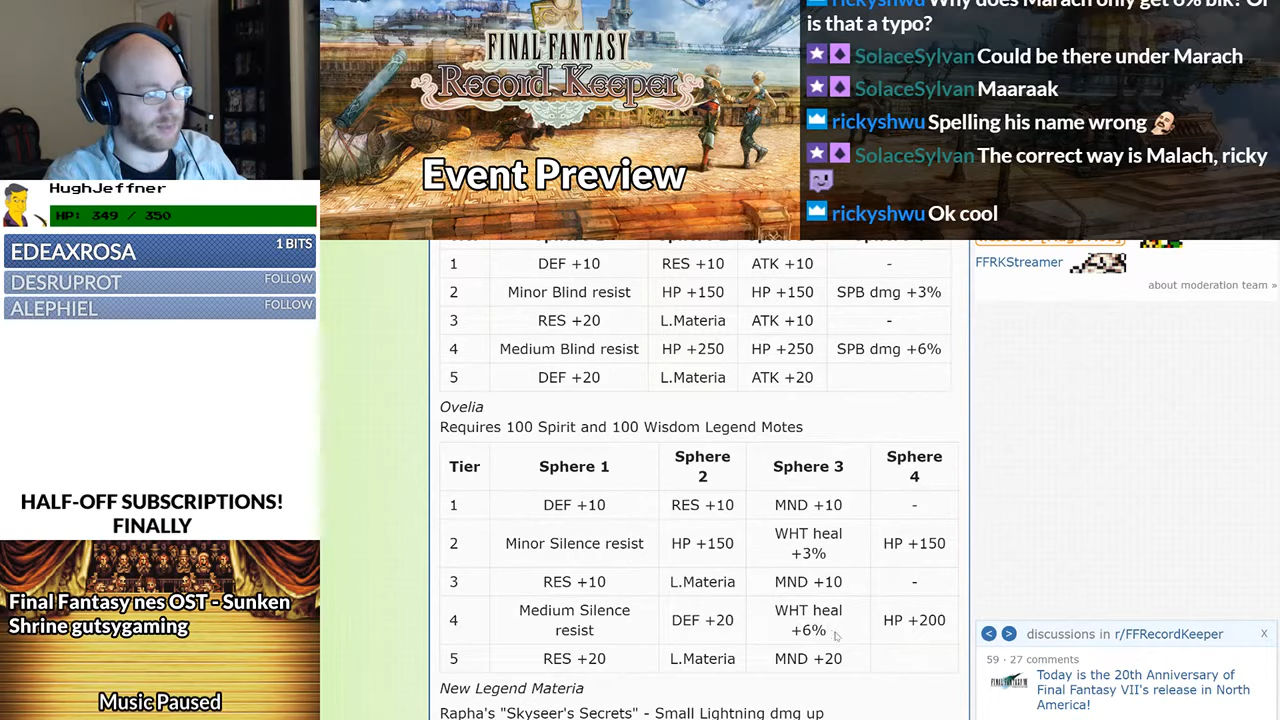 HughJeffner
HP: 349 / 350
EDEAXROSA 1 BITS
DESRUPROT FOLLOW
ALEPHIEL FOLLOW
HALF-OFF SUBSCRIPTIONS!
FINALLY
Final Fantasy nes OST - Sunken
Shrine gutsygaming
Music Paused
FINAL FANTASY
Record Keeper
Event Preview
rickyshwu Why does Marach only get 6% blk? Or
is that a typo?
SolaceSylvan Could be there under Marach
SolaceSylvan Maaraak
rickyshwu Spelling his name wrong
SolaceSylvan The correct way is Malach, ricky
rickyshwu Ok cool
1 DEF +10 RES +10 ATK +10 -
2 Minor Blind resist HP +150 HP +150 SPB dmg +3%
3 RES +20 L.Materia ATK +10 -
4 Medium Blind resist HP +250 HP +250 SPB dmg +6%
5 DEF +20 L.Materia ATK +20
Ovelia
Requires 100 Spirit and 100 Wisdom Legend Motes
Tier Sphere 1 Sphere 2 Sphere 3 Sphere 4
1 DEF +10 RES +10 MND +10 -
2 Minor Silence resist HP +150 WHT heal +3% HP +150
3 RES +10 L.Materia MND +10 -
4 Medium Silence resist DEF +20 WHT heal +6% HP +200
5 RES +20 L.Materia MND +20
New Legend Materia
Rapha's "Skyseer's Secrets" - Small Lightning dmg up
FFRKStreamer
about moderation team »
discussions in r/FFRecordKeeper X
59 · 27 comments
Today is the 20th Anniversary of
Final Fantasy VII's release in North
America!